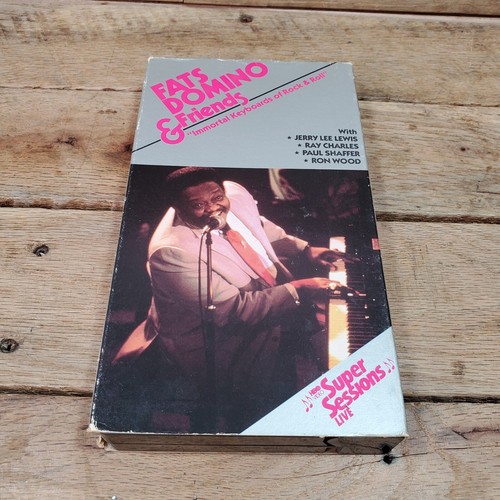 FATS
DOMINO
& Friends
"Immortal Keyboards of Rock & Roll"
With
★ JERRY LEE LEWIS
★ RAY CHARLES
★ PAUL SHAFFER
★ RON WOOD
Super
Sessions
LIVE